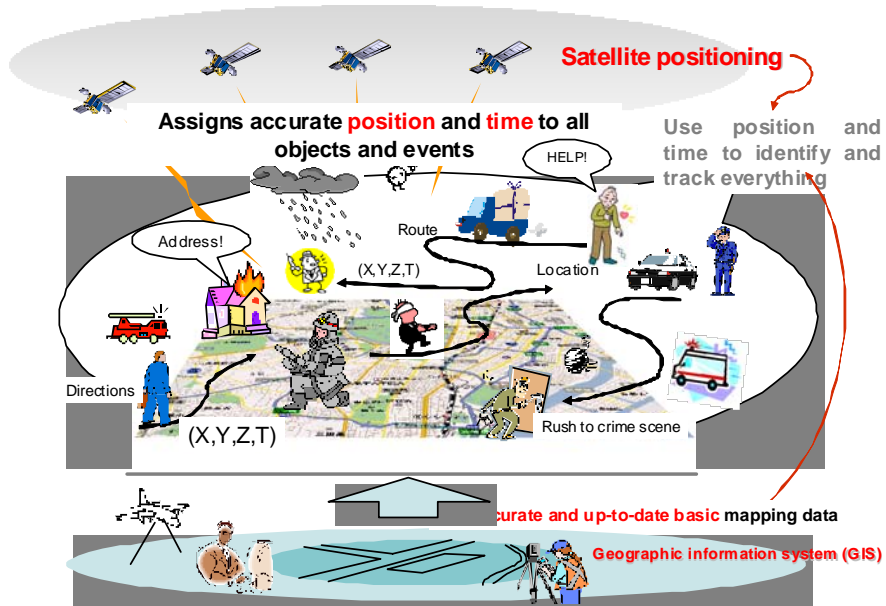 Satellite positioning
Assigns accurate position and time to all
objects and events
Use position and
time to identify and
track everything
HELP!
Route
Address!
(X,Y,Z,T)
Location
Directions
(X,Y,Z,T)
Rush to crime scene
curate and up-to-date basic mapping data
Geographic information system (GIS)